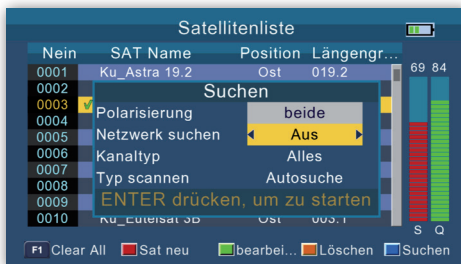 Satellitenliste
Nein SAT Name Position Längengr...
69 84
0001 Ku_Astra 19.2 Ost 019.2
Suchen
0002
0003
Polarisierung beide
0004
0005 Netzwerk suchen Aus
0006 Kanaltyp Alles
0007
0008 Typ scannen Autosuche
0009 ENTER drücken, um zu starten
0010 Ku_Eutelsat 3B Ost 003.1
S Q
F1 Clear All Sat neu bearbei... Löschen Suchen